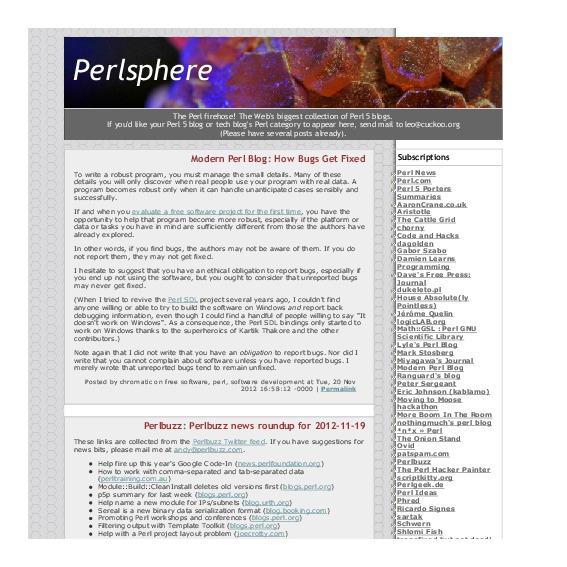 Perlsphere
The Perl firehose! The Web's biggest collection of Perl 5 blogs.
If you'd like your Perl 5 blog or tech blog's Perl category to appear here, send mail to leo@cuckoo.org
(Please have several posts already).
Modern Perl Blog: How Bugs Get Fixed
To write a robust program, you must manage the small details. Many of these
details you will only discover when real people use your program with real data. A
program becomes robust only when it can handle unanticipated cases sensibly and
successfully.
If and when you evaluate a free software project for the first time, you have the
opportunity to help that program become more robust, especially if the platform or
data or tasks you have in mind are sufficiently different from those the authors have
already explored.
In other words, if you find bugs, the authors may not be aware of them. If you do
not report them, they may not get fixed.
I hesitate to suggest that you have an ethical obligation to report bugs, especially if
you end up not using the software, but you ought to consider that unreported bugs
may never get fixed.
(When I tried to revive the Perl SDL project several years ago, I couldn't find
anyone willing or able to try to build the software on Windows and report back
debugging information, even though I could find a handful of people willing to say "It
doesn't work on Windows". As a consequence, the Perl SDL bindings only started to
work on Windows thanks to the superheroics of Kartik Thakore and the other
contributors.)
Note again that I did not write that you have an obligation to report bugs. Nor did I
write that you cannot complain about software unless you have reported bugs. I
merely wrote that unreported bugs tend to remain unfixed.
Posted by chromatic on free software, perl, software development at Tue, 20 Nov
2012 16:58:12 -0000 | Permalink
Perlbuzz: Perlbuzz news roundup for 2012-11-19
These links are collected from the Perlbuzz Twitter feed. If you have suggestions for
news bits, please mail me at andy@perlbuzz.com.
Help fire up this year's Google Code-In (news.perlfoundation.org)
How to work with comma-separated and tab-separated data
(perltraining.com.au)
Module::Build::CleanInstall deletes old versions first (blogs.perl.org)
p5p summary for last week (blogs.perl.org)
Help name a new module for IPs/subnets (blog.urth.org)
Sereal is a new binary data serialization format (blog.booking.com)
Promoting Perl workshops and conferences (blogs.perl.org)
Filtering output with Template Toolkit (blogs.perl.org)
Help with a Perl project layout problem (joecrotty.com)
Subscriptions
Perl News
Perl.com
Perl 5 Porters
Summaries
AaronCrane.co.uk
Aristotle
The Cattle Grid
chorny
Code and Hacks
dagolden
Gabor Szabo
Damien Learns
Programming
Dave's Free Press:
Journal
dukeleto.pl
House Absolute(ly
Pointless)
Jérôme Quelin
logicLAB.org
Math::GSL : Perl GNU
Scientific Library
Lyle's Perl Blog
Mark Stosberg
Miyagawa's Journal
Modern Perl Blog
Ranguard's blog
Peter Sergeant
Eric Johnson (kablamo)
Moving to Moose
hackathon
More Boom In The Room
nothingmuch's perl blog
*n*x » Perl
The Onion Stand
Ovid
patspam.com
Perlbuzz
The Perl Hacker Painter
scriptkitty.org
Perlgeek.de
Perl Ideas
Phred
Ricardo Signes
sartak
Schwern
Shlomi Fish